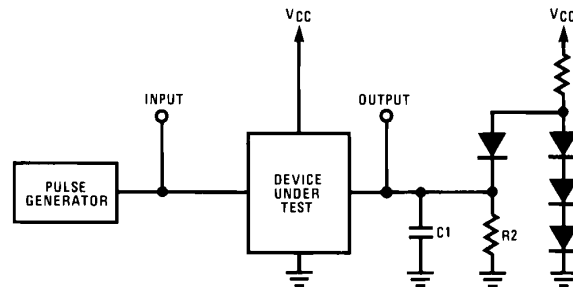 VCC
VCC
INPUT
OUTPUT
PULSE
GENERATOR
DEVICE
UNDER
TEST
C1
R2